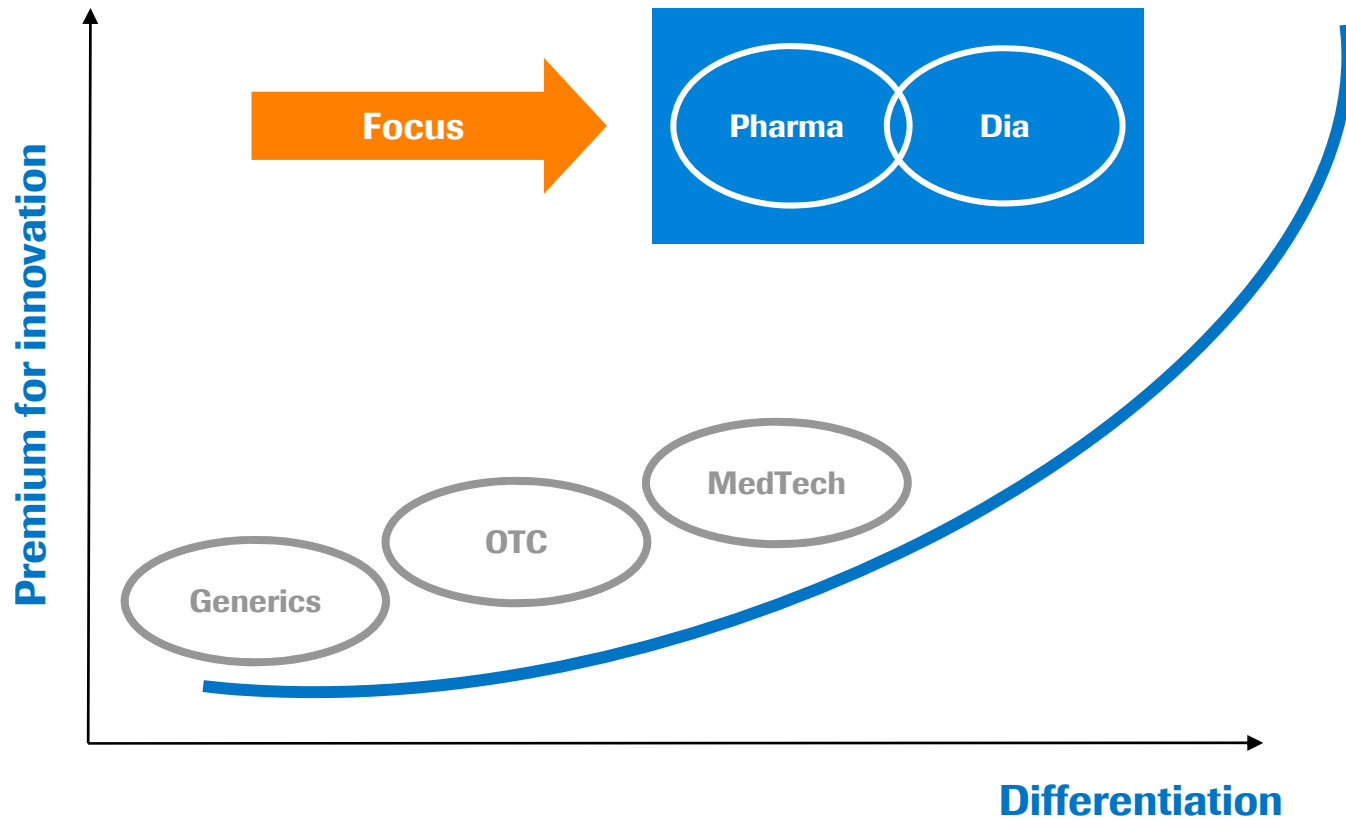 Focus
Pharma
Dia
Premium for innovation
MedTech
OTC
Generics
Differentiation